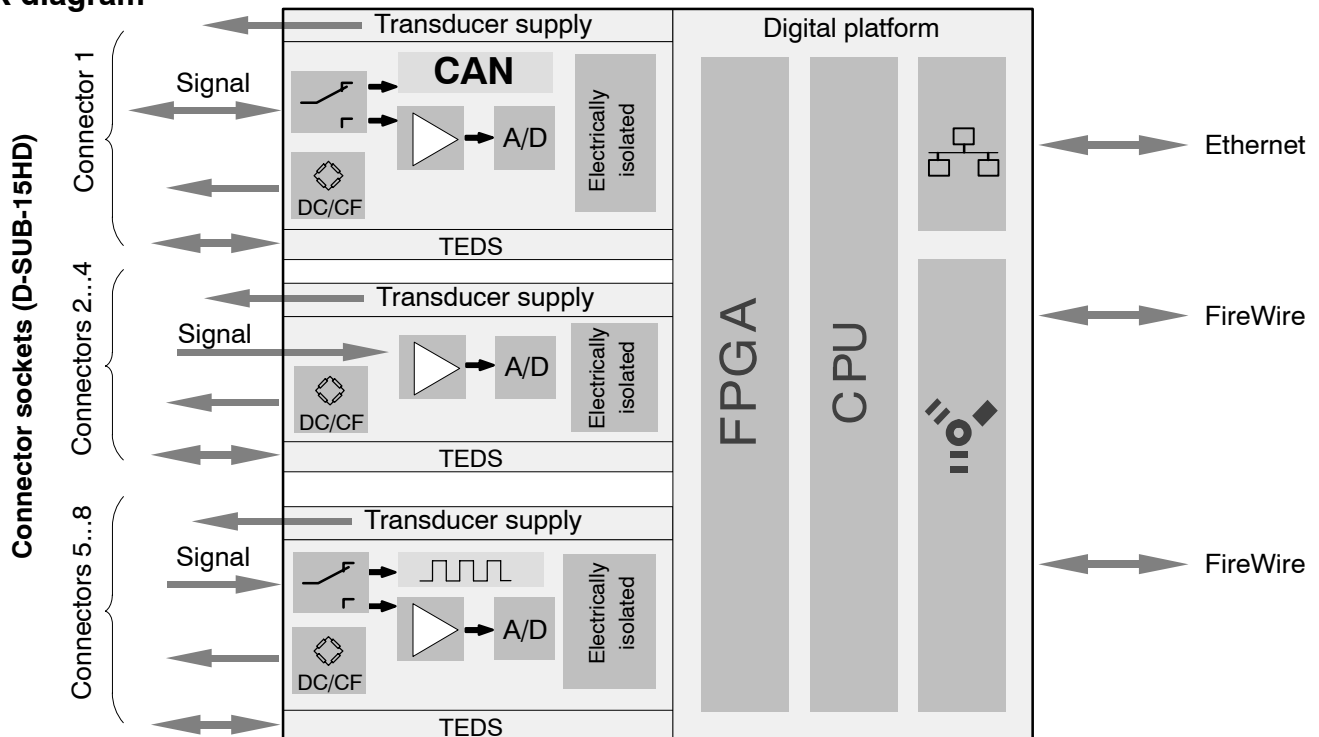 diagram
Transducer supply
Digital platform
Connector sockets (D-SUB-15HD)
Connector 1
Signal
CAN
A/D
Electrically
isolated
DC/CF
TEDS
Connectors 2...4
Transducer supply
Signal
A/D
Electrically
isolated
DC/CF
TEDS
Connectors 5...8
Transducer supply
Signal
A/D
Electrically
isolated
DC/CF
TEDS
FPGA
CPU
Ethernet
FireWire
FireWire